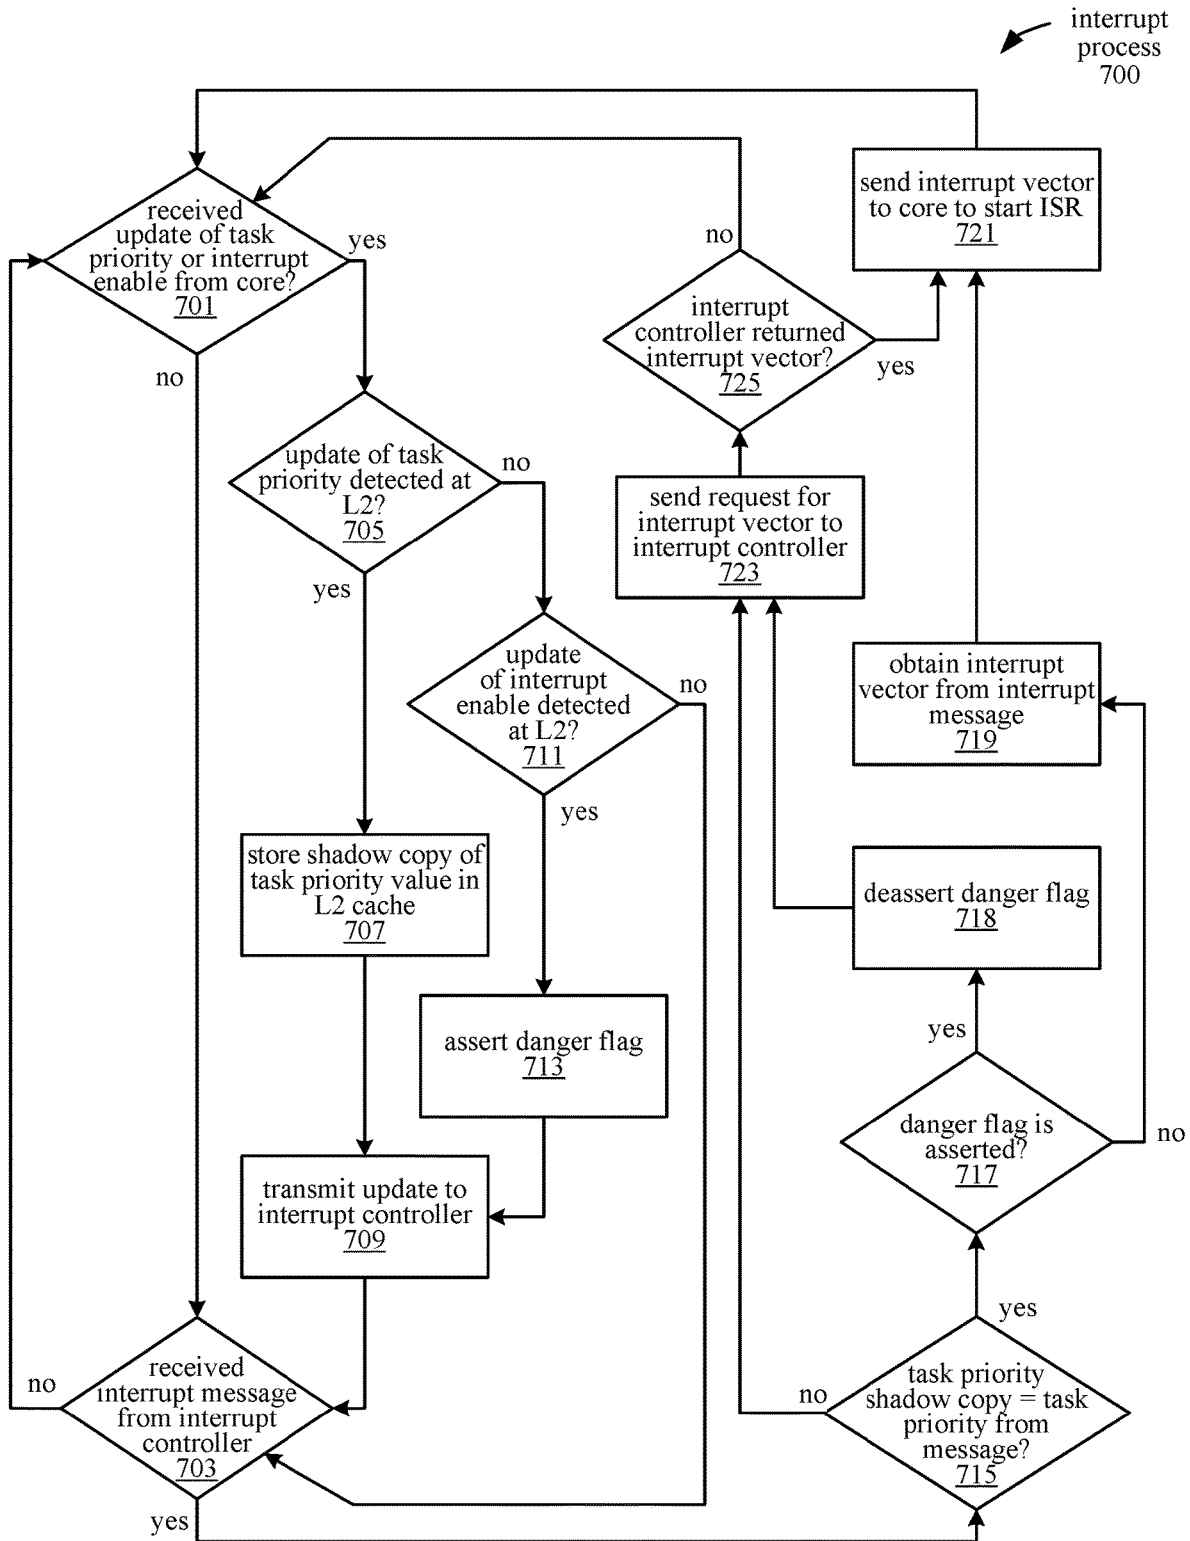 interrupt
process
700
received
update of task
priority or interrupt
enable from core?
701
yes
no
send interrupt vector
to core to start ISR
721
no
interrupt
controller returned
interrupt vector?
725
yes
update of task
priority detected at
L2?
705
no
yes
send request for
interrupt vector to
interrupt controller
723
update
of interrupt
enable detected
at L2?
711
no
yes
obtain interrupt
vector from interrupt
message
719
store shadow copy of
task priority value in
L2 cache
707
deassert danger flag
718
assert danger flag
713
yes
danger flag is
asserted?
717
no
transmit update to
interrupt controller
709
yes
received
interrupt message
from interrupt
controller
703
no
yes
task priority
shadow copy = task
priority from
message?
715
no